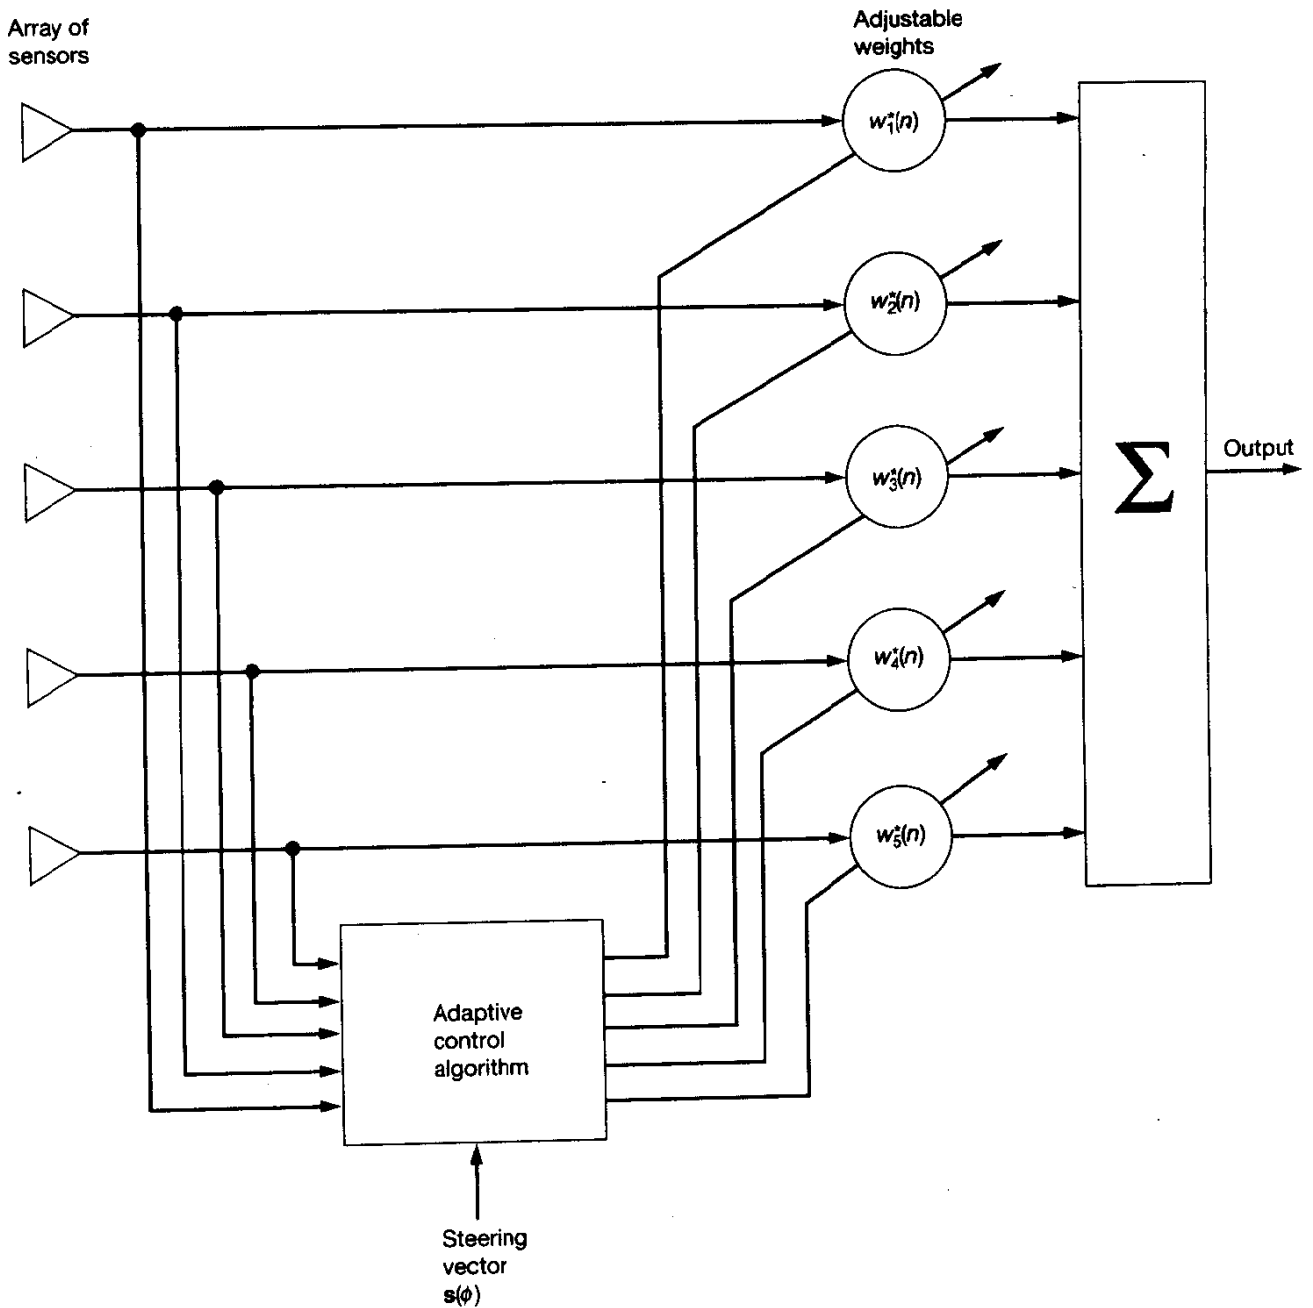 Array of
sensors
Adjustable
weights
w₁*(n)
w₂*(n)
w₃*(n)
w₄*(n)
w₅*(n)
Σ
Output
Adaptive
control
algorithm
Steering
vector
s(ϕ)